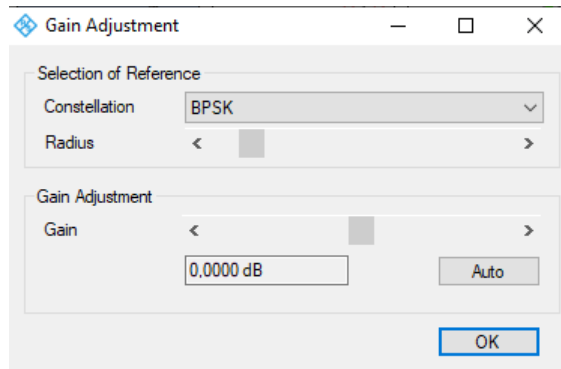 Gain Adjustment
Selection of Reference
Constellation BPSK
Radius
Gain Adjustment
Gain
0,0000 dB Auto
OK